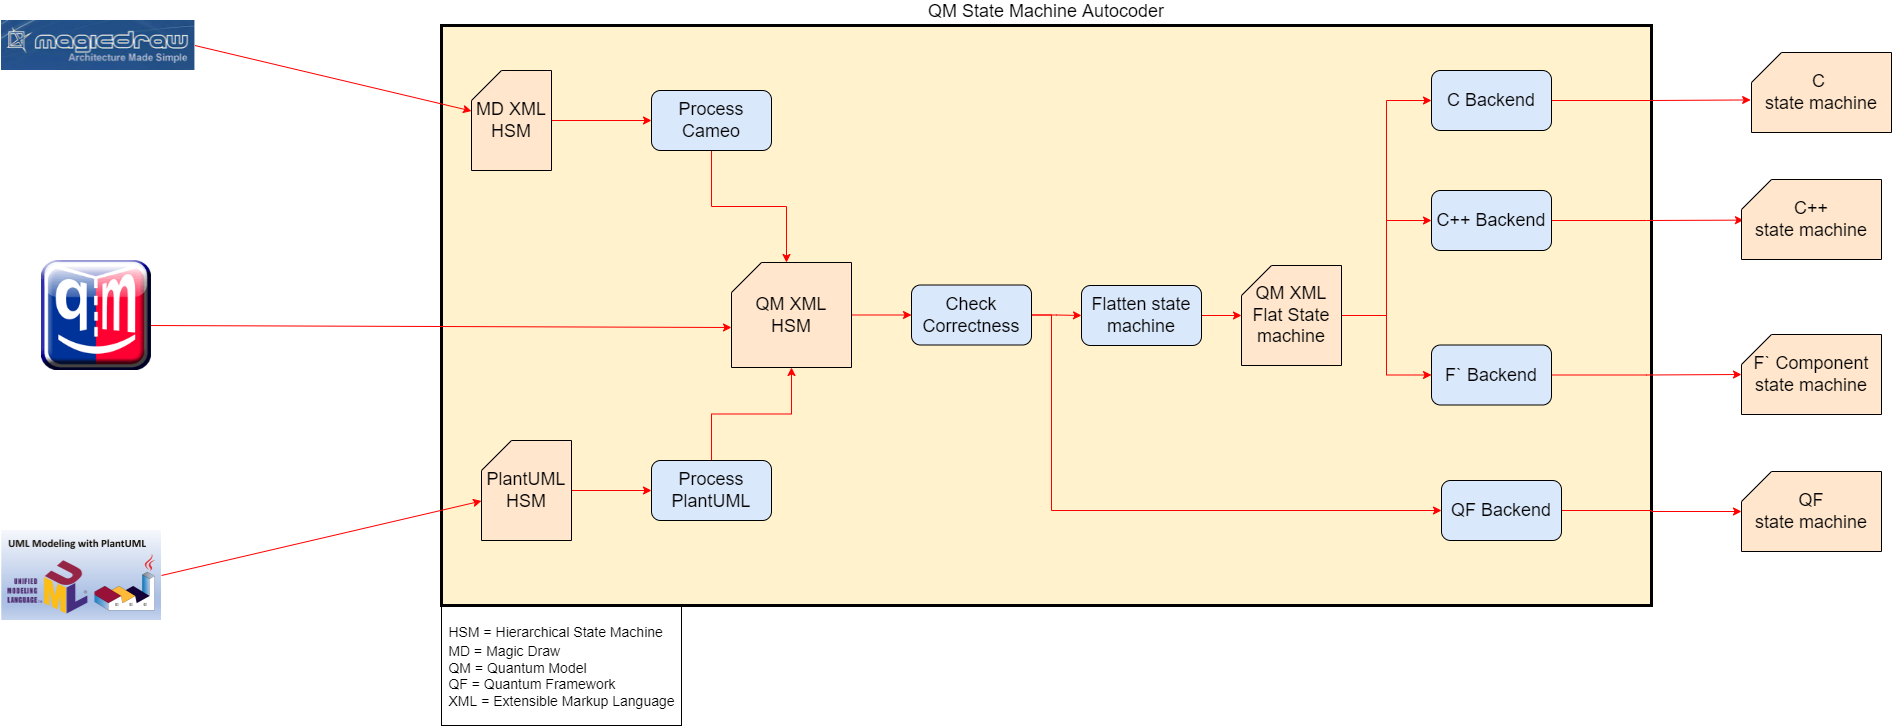 QM State Machine Autocoder
magicdraw
Architecture Made Simple
MD XML
HSM
Process
Cameo
C Backend
C
state machine
C++ Backend
C++
state machine
qm
QM XML
HSM
Check
Correctness
Flatten state
machine
QM XML
Flat State
machine
F` Backend
F` Component
state machine
PlantUML
HSM
Process
PlantUML
QF Backend
QF
state machine
UML Modeling with PlantUML
UNIFIED
MODELING
LANGUAGE
UML
HSM = Hierarchical State Machine
MD = Magic Draw
QM = Quantum Model
QF = Quantum Framework
XML = Extensible Markup Language